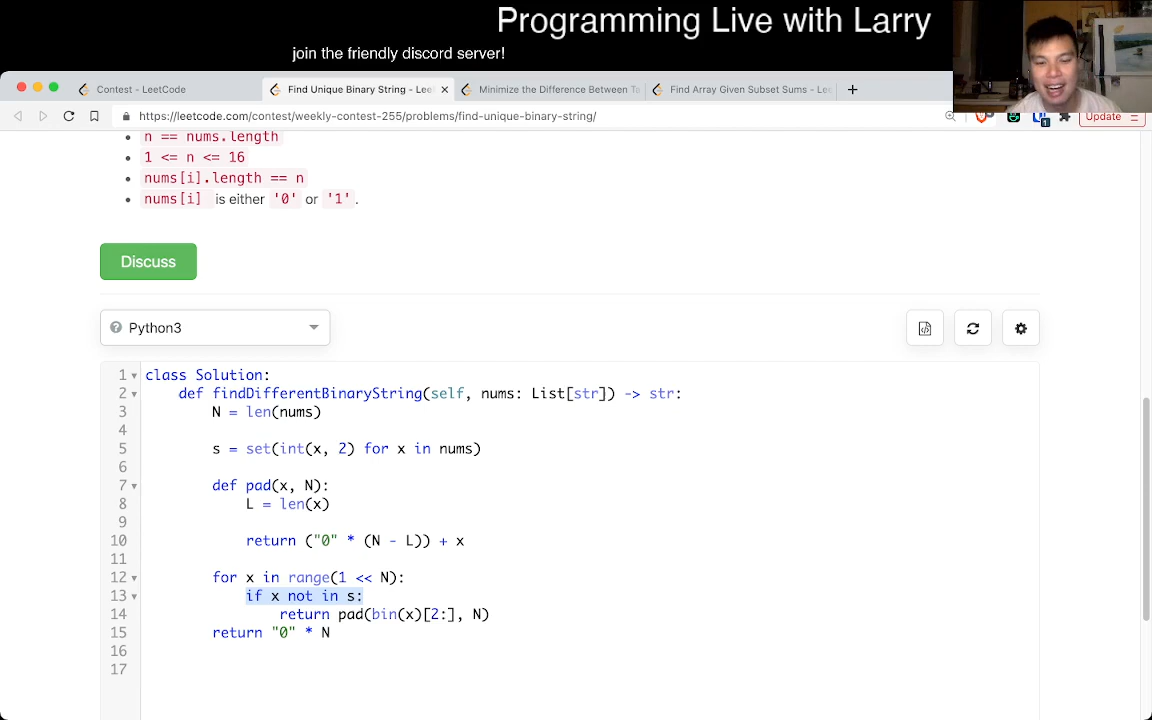 Programming Live with Larry
join the friendly discord server!
Contest - LeetCode
Find Unique Binary String - Lee
Minimize the Difference Between Ta
Find Array Given Subset Sums - Lee
https://leetcode.com/contest/weekly-contest-255/problems/find-unique-binary-string/
Update
n == nums.length
1 <= n <= 16
nums[i].length == n
nums[i] is either '0' or '1'.
Discuss
Python3
1 class Solution:
2 def findDifferentBinaryString(self, nums: List[str]) -> str:
3 N = len(nums)
4
5 s = set(int(x, 2) for x in nums)
6
7 def pad(x, N):
8 L = len(x)
9
10 return ("0" * (N - L)) + x
11
12 for x in range(1 << N):
13 if x not in s:
14 return pad(bin(x)[2:], N)
15 return "0" * N
16
17